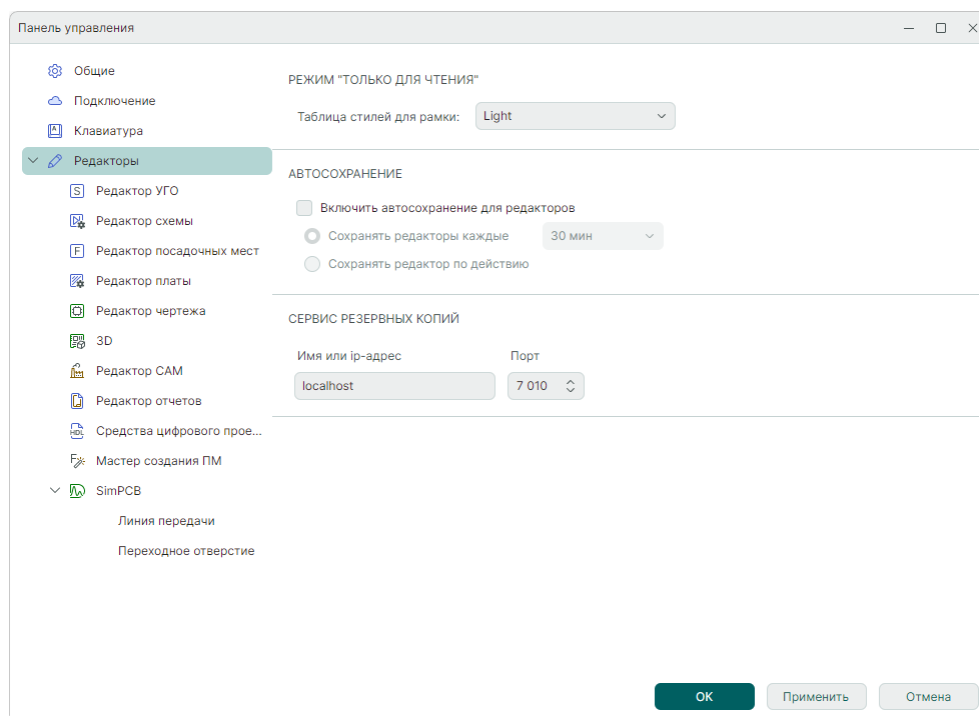 Панель управления
Общие
Подключение
Клавиатура
Редакторы
Редактор УГО
Редактор схемы
Редактор посадочных мест
Редактор платы
Редактор чертежа
3D
Редактор CAM
Редактор отчетов
Средства цифрового прое...
Мастер создания ПМ
SimPCB
Линия передачи
Переходное отверстие
РЕЖИМ "ТОЛЬКО ДЛЯ ЧТЕНИЯ"
Таблица стилей для рамки: Light
АВТОСОХРАНЕНИЕ
Включить автосохранение для редакторов
Сохранять редакторы каждые 30 мин
Сохранять редактор по действию
СЕРВИС РЕЗЕРВНЫХ КОПИЙ
Имя или ip-адрес Порт
localhost 7 010
ОК Применить Отмена